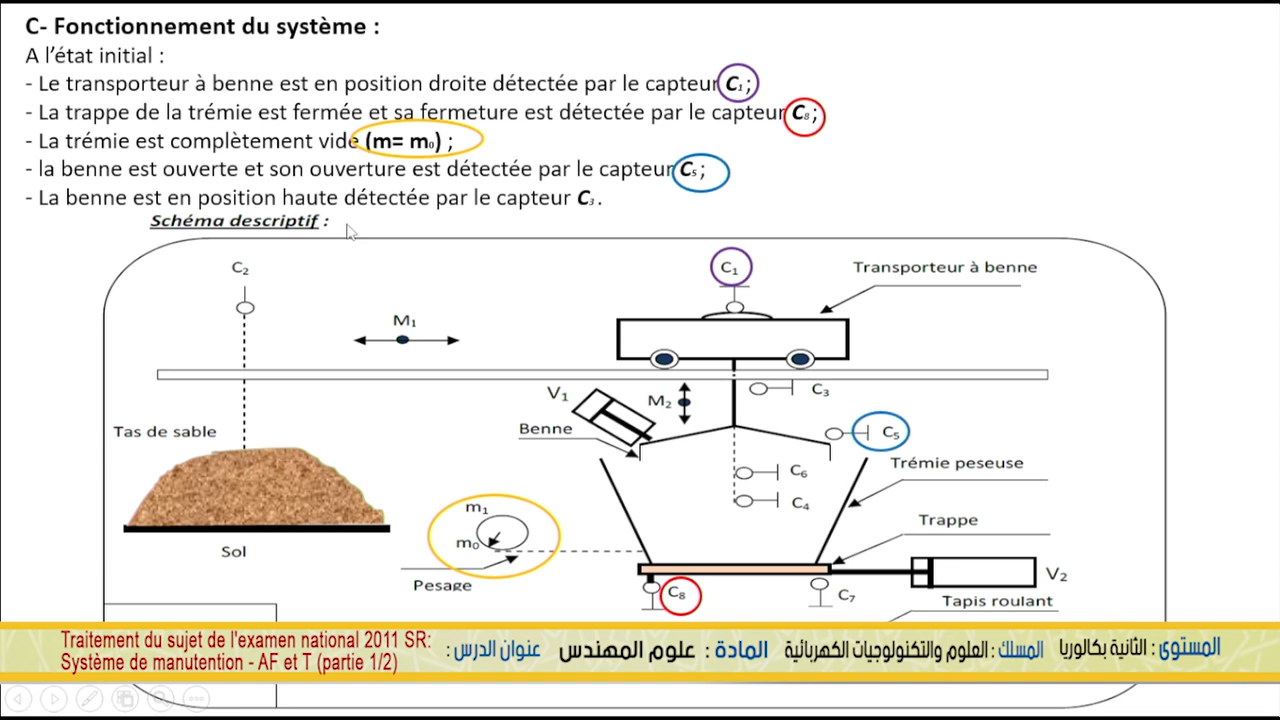 C- Fonctionnement du système :
A l'état initial :
- Le transporteur à benne est en position droite détectée par le capteur C₁ ;
- La trappe de la trémie est fermée et sa fermeture est détectée par le capteur C₈ ;
- La trémie est complètement vide (m= m₀) ;
- la benne est ouverte et son ouverture est détectée par le capteur C₅ ;
- La benne est en position haute détectée par le capteur C₃ .
Schéma descriptif :
C₂
C₁
Transporteur à benne
M₁
V₁
M₂
C₃
Tas de sable
Benne
C₅
C₆
Trémie peseuse
C₄
m₁
m₀
Trappe
Sol
Pesage
C₈
C₇
V₂
Tapis roulant
Traitement du sujet de l'examen national 2011 SR:
Système de manutention - AF et T (partie 1/2)
المستوى : الثانية بكالوريا المسلك : العلوم والتكنولوجيات الكهربائية المادة : علوم المهندس عنوان الدرس :